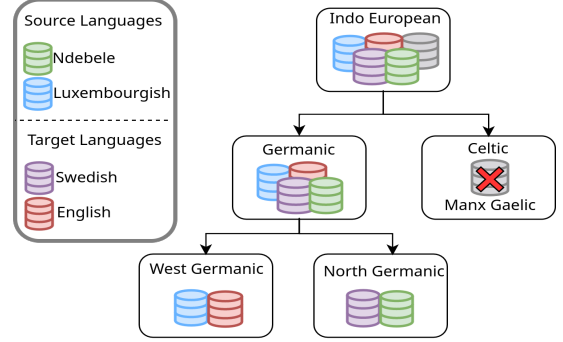 Source Languages
Ndebele
Luxembourgish
Target Languages
Swedish
English
Indo European
Germanic
Celtic
Manx Gaelic
West Germanic
North Germanic